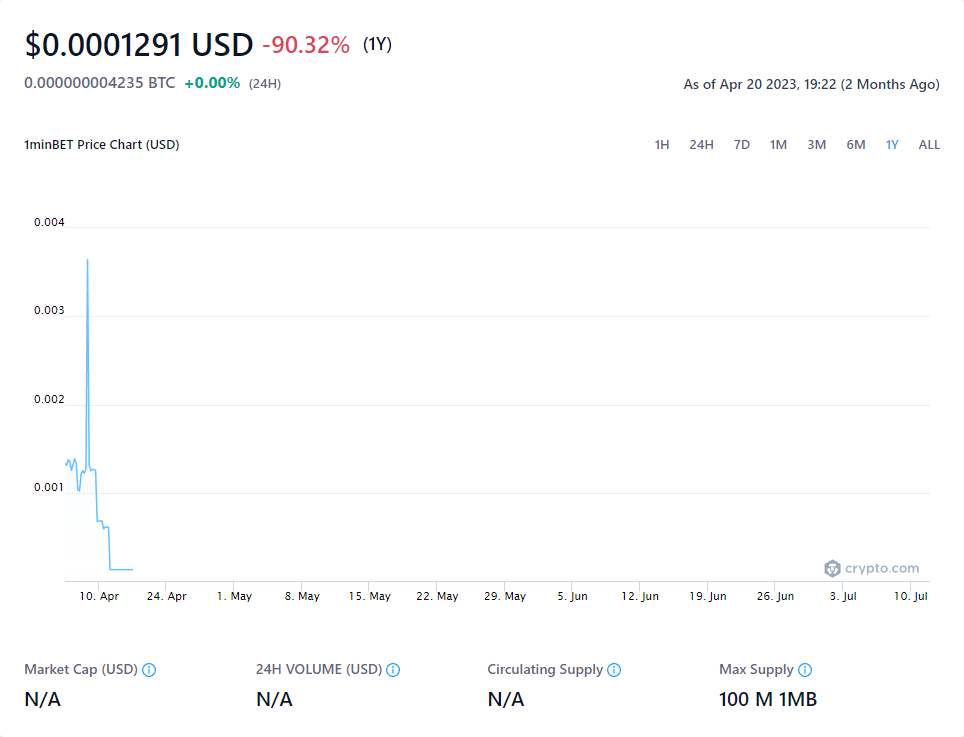 $0.0001291 USD -90.32% (1Y)
0.000000004235 BTC +0.00% (24H)
As of Apr 20 2023, 19:22 (2 Months Ago)
1minBET Price Chart (USD)
1H 24H 7D 1M 3M 6M 1Y ALL
0.004
0.003
0.002
0.001
crypto.com
10. Apr 24. Apr 1. May 8. May 15. May 22. May 29. May 5. Jun 12. Jun 19. Jun 26. Jun 3. Jul 10. Jul
Market Cap (USD) 24H VOLUME (USD) Circulating Supply Max Supply
N/A N/A N/A 100 M 1MB